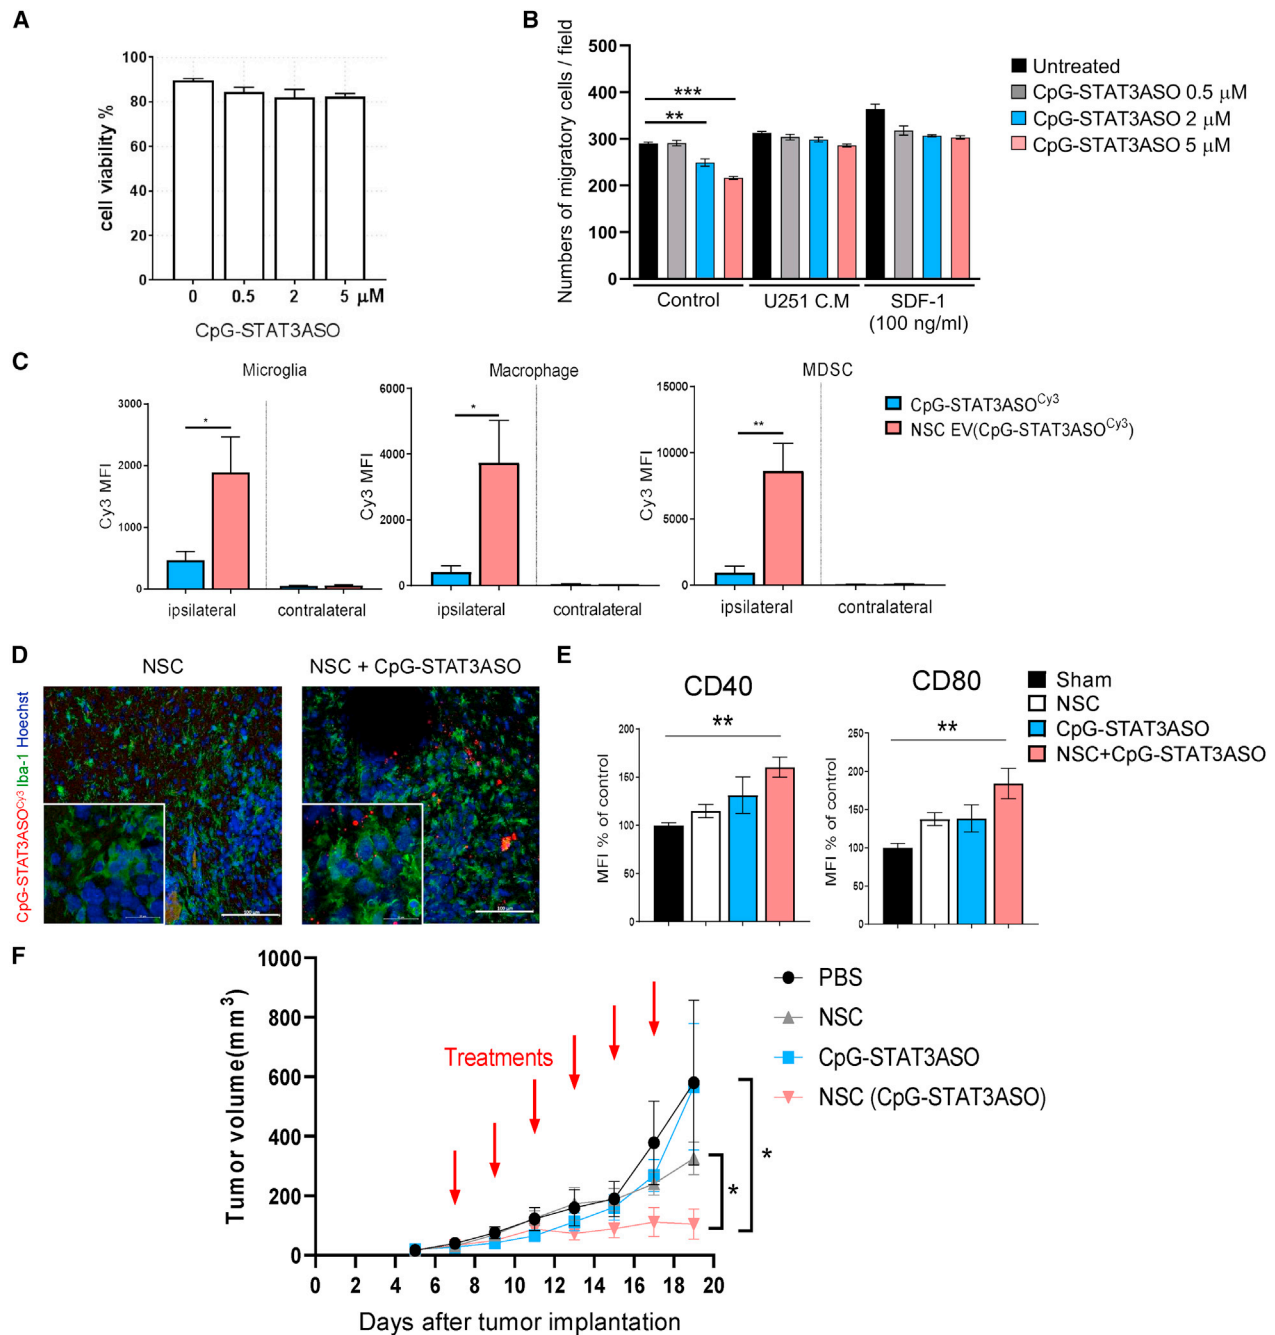 A
100
80
60
40
20
0
cell viability %
0 0.5 2 5 μM
CpG-STAT3ASO
B
500
400
300
200
100
0
Numbers of migratory cells / field
***
**
Control U251 C.M SDF-1
(100 ng/ml)
Untreated
CpG-STAT3ASO 0.5 μM
CpG-STAT3ASO 2 μM
CpG-STAT3ASO 5 μM
C
Microglia
3000
2000
1000
0
Cy3 MFI
*
ipsilateral contralateral
Macrophage
6000
4000
2000
0
Cy3 MFI
*
ipsilateral contralateral
MDSC
15000
10000
5000
0
Cy3 MFI
**
ipsilateral contralateral
CpG-STAT3ASO^Cy3
NSC EV(CpG-STAT3ASO^Cy3)
D
NSC NSC + CpG-STAT3ASO
CpG-STAT3ASO^Cy3 Iba-1 Hoechst
100 μm
100 μm
E
CD40
200
150
100
50
0
MFI % of control
**
CD80
250
200
150
100
50
0
MFI % of control
**
Sham
NSC
CpG-STAT3ASO
NSC+CpG-STAT3ASO
F
1000
800
600
400
200
0
Tumor volume(mm³)
Treatments
0 2 4 6 8 10 12 14 16 18 20
Days after tumor implantation
*
*
PBS
NSC
CpG-STAT3ASO
NSC (CpG-STAT3ASO)